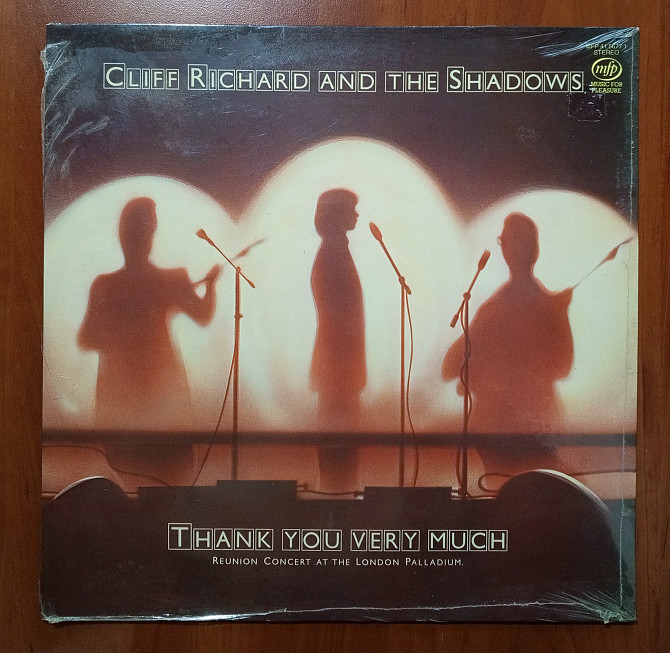 STEREO
mfp
MUSIC FOR
PLEASURE
CLIFF RICHARD AND THE SHADOWS
THANK YOU VERY MUCH
REUNION CONCERT AT THE LONDON PALLADIUM.